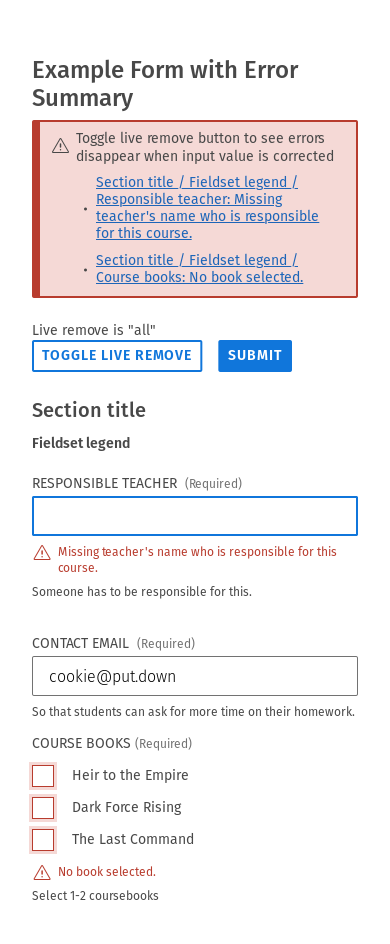 Example Form with Error
Summary
Toggle live remove button to see errors
disappear when input value is corrected
Section title / Fieldset legend /
Responsible teacher: Missing
teacher's name who is responsible
for this course.
Section title / Fieldset legend /
Course books: No book selected.
Live remove is "all"
TOGGLE LIVE REMOVE
SUBMIT
Section title
Fieldset legend
RESPONSIBLE TEACHER (Required)
Missing teacher's name who is responsible for this
course.
Someone has to be responsible for this.
CONTACT EMAIL (Required)
cookie@put.down
So that students can ask for more time on their homework.
COURSE BOOKS (Required)
Heir to the Empire
Dark Force Rising
The Last Command
No book selected.
Select 1-2 coursebooks